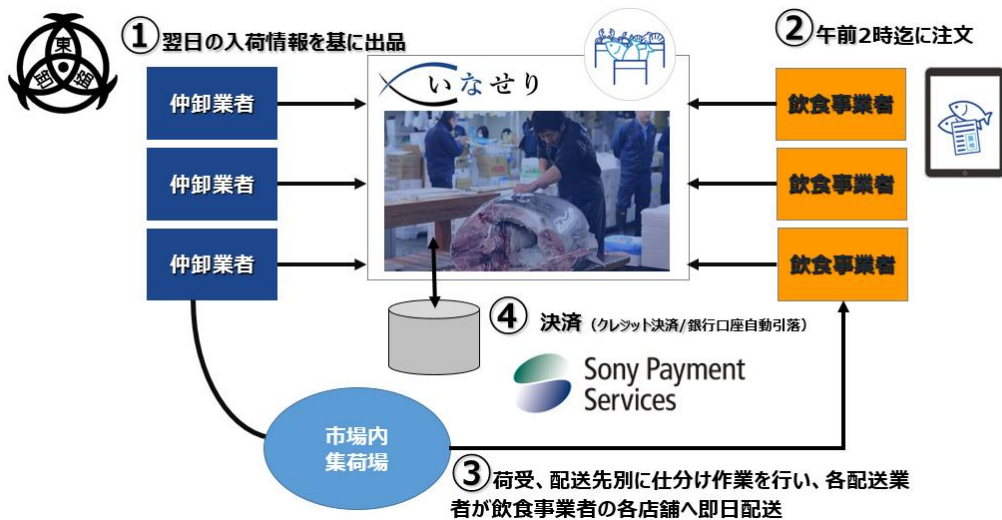 ①翌日の入荷情報を基に出品
②午前2時迄に注文
東
仲卸業者
仲卸業者
仲卸業者
いなせり
飲食事業者
飲食事業者
飲食事業者
④ 決済（クレジット決済/銀行口座自動引落）
Sony Payment
Services
市場内
集荷場
③荷受、配送先別に仕分け作業を行い、各配送業
者が飲食事業者の各店舗へ即日配送